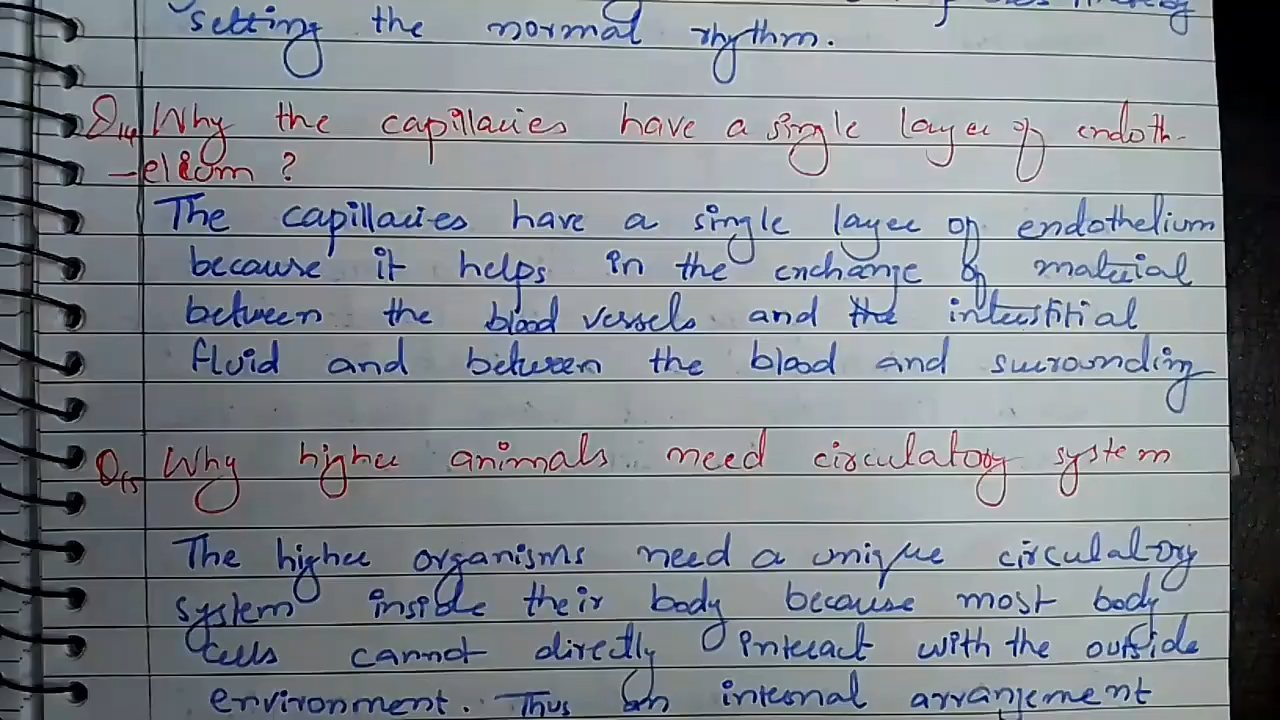 setting the normal rhythm.
Q14 Why the capillaries have a single layer of endoth-
-eliom ?
The capillaries have a single layer of endothelium
because it helps in the exchange of material
between the blood vessels and the interstitial
fluid and between the blood and surrounding
Q15 Why higher animals need circulatory system
The higher organisms need a unique circulatory
system inside their body because most body
cells cannot directly interact with the outside
environment. Thus an internal arrangement